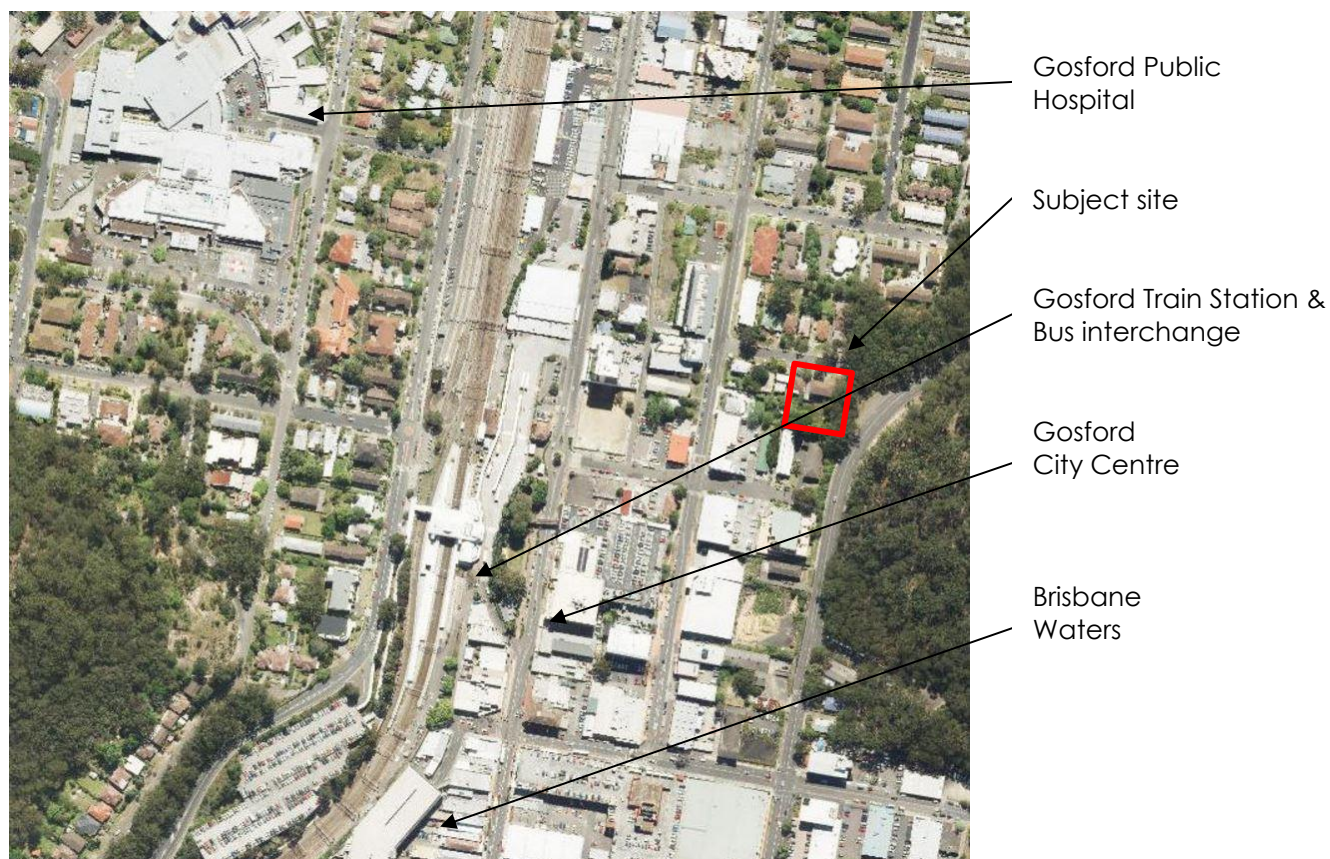 Gosford Public
Hospital
Subject site
Gosford Train Station &
Bus interchange
Gosford
City Centre
Brisbane
Waters